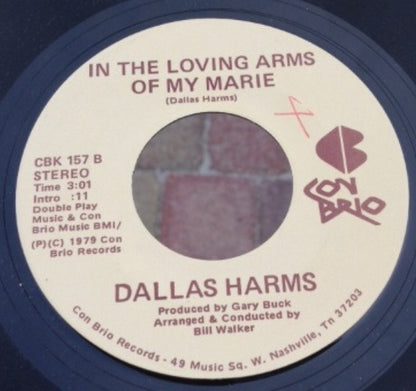 IN THE LOVING ARMS
OF MY MARIE
(Dallas Harms)
CBK 157 B
STEREO
Time 3:01
Intro :11
Double Play
Music & Con
Brio Music BMI/
(P)(C) 1979 Con
Brio Records
CON
BRIO
DALLAS HARMS
Produced by Gary Buck
Arranged & Conducted by
Bill Walker
Con Brio Records - 49 Music Sq. W. Nashville, Tn 37203